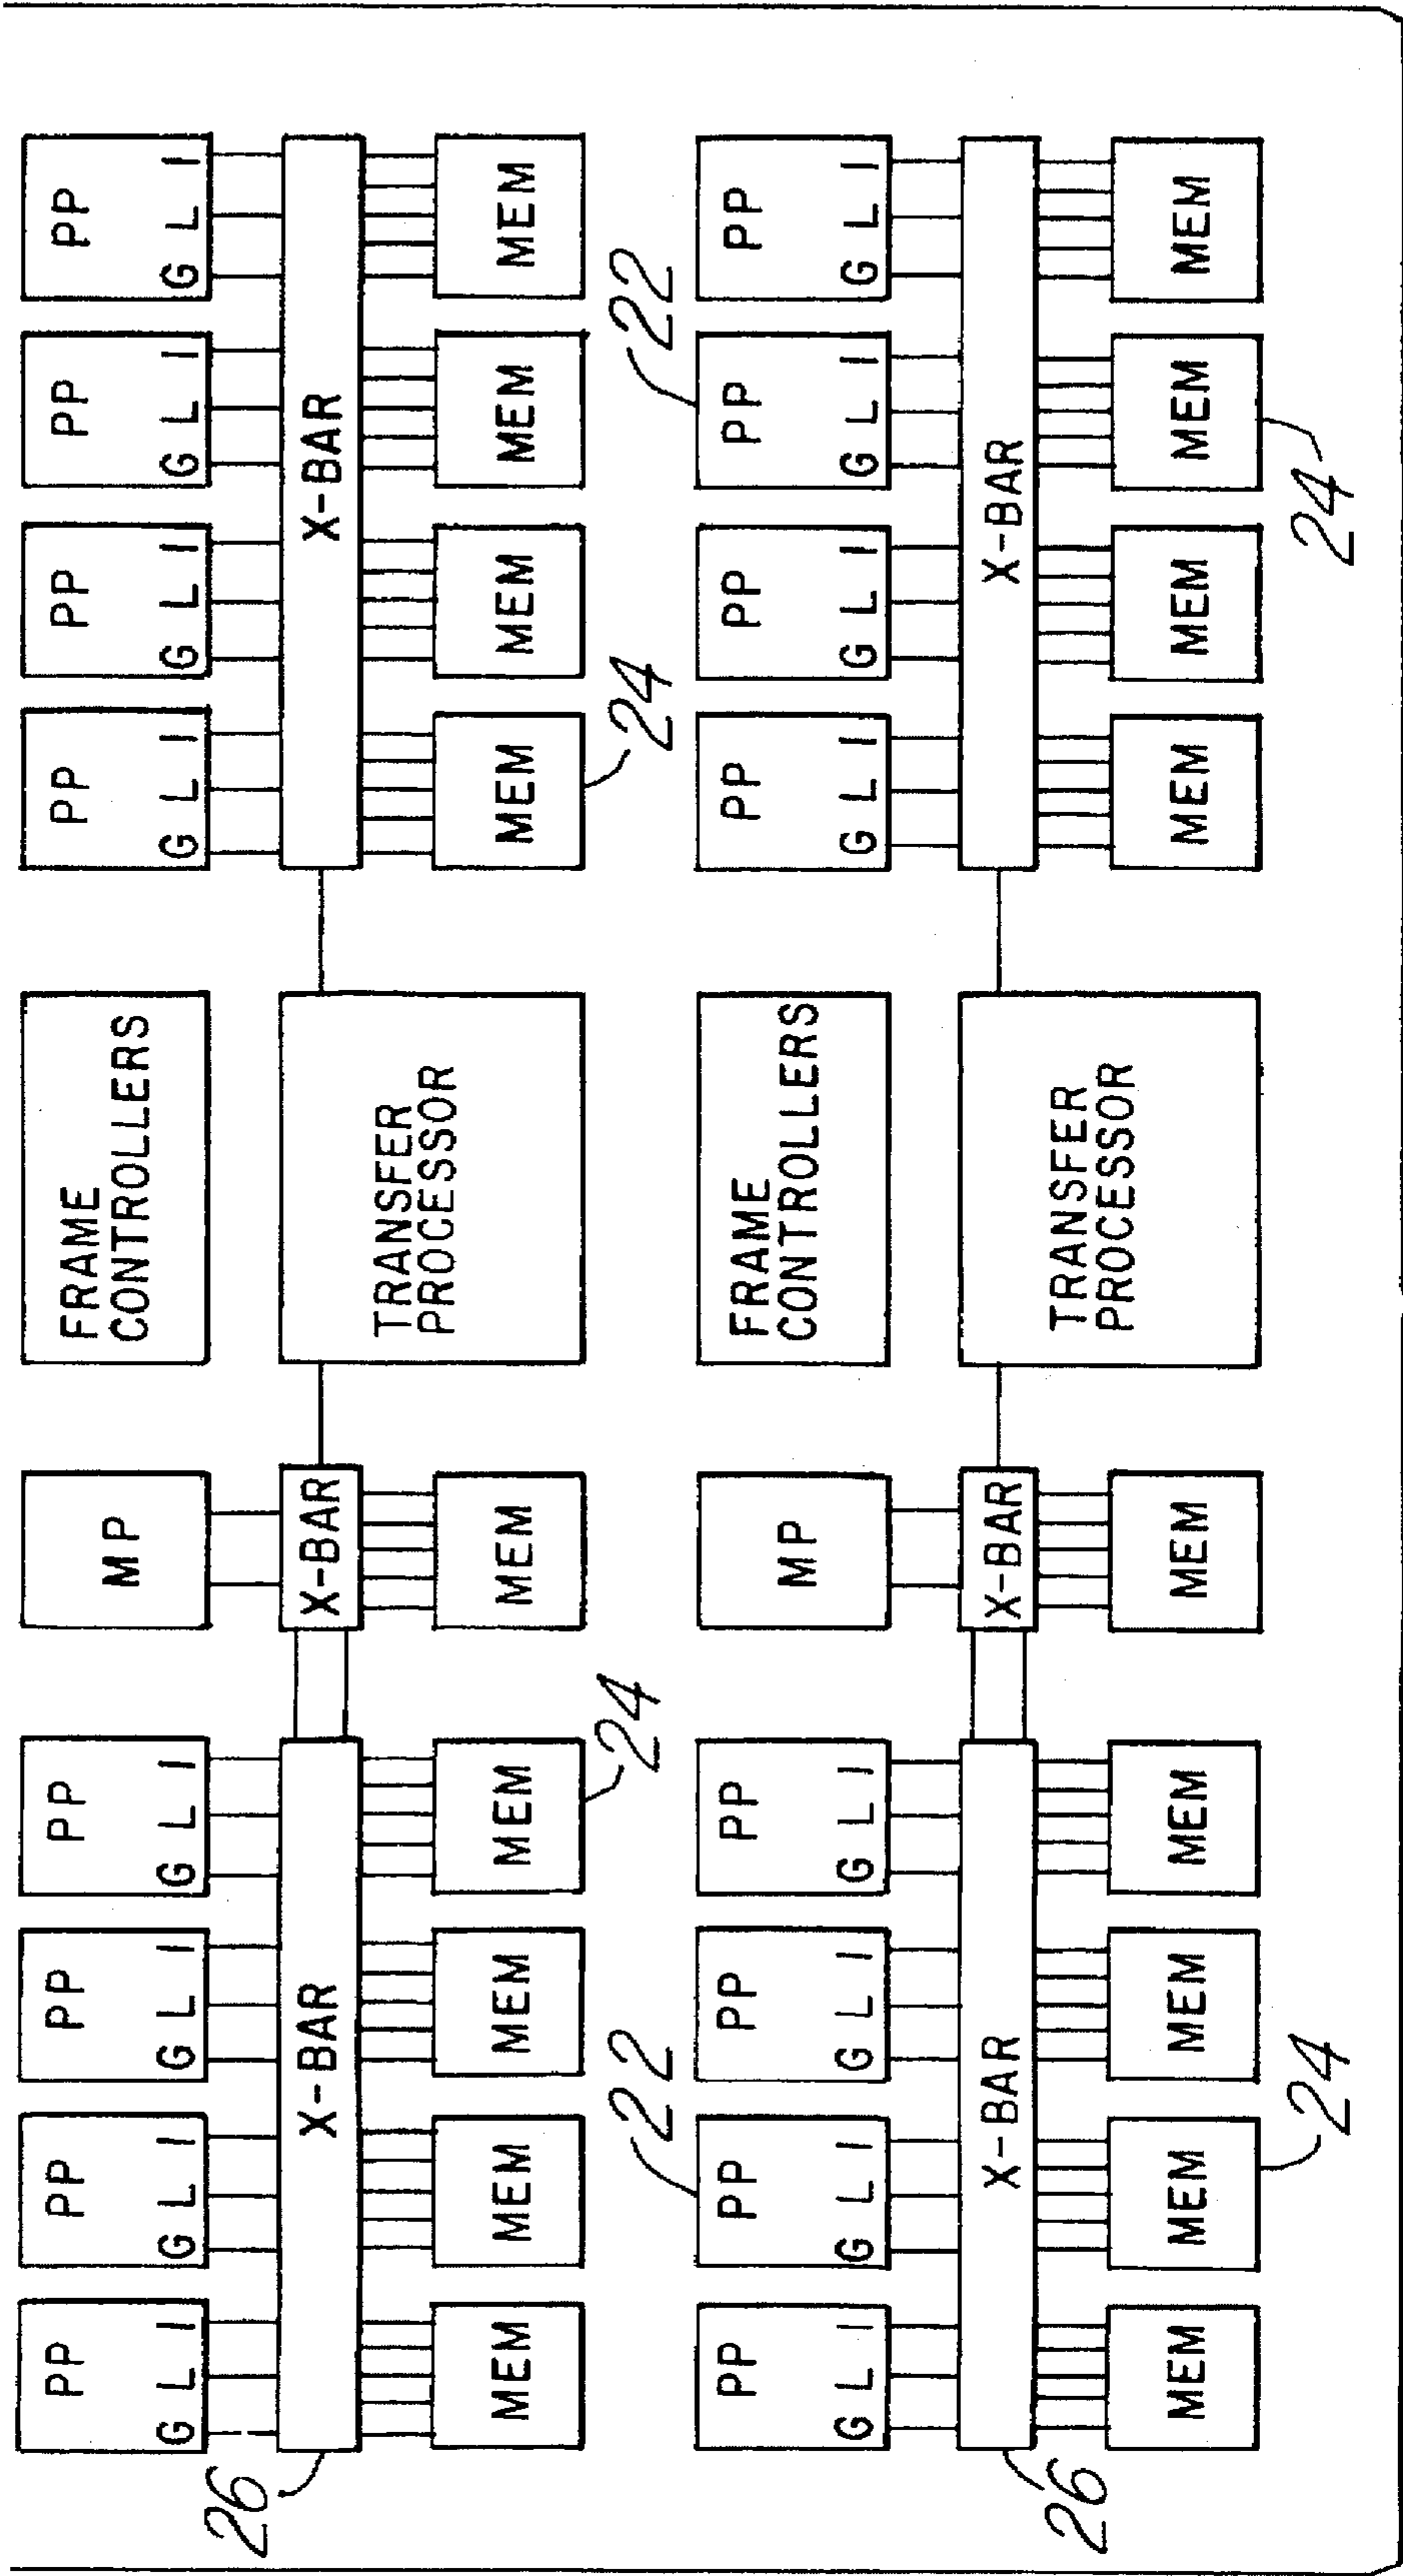 PP PP PP PP MP FRAME PP PP PP PP
CONTROLLERS
G L I G L I G L I G L I G L I G L I G L I G L I
26 X-BAR X-BAR X-BAR
TRANSFER
PROCESSOR
MEM MEM MEM MEM MEM MEM MEM MEM MEM
22 24 24 22
PP PP PP PP MP FRAME PP PP PP PP
CONTROLLERS
G L I G L I G L I G L I G L I G L I G L I G L I
X-BAR X-BAR X-BAR
26
TRANSFER
PROCESSOR
MEM MEM MEM MEM MEM MEM MEM MEM MEM
24 24